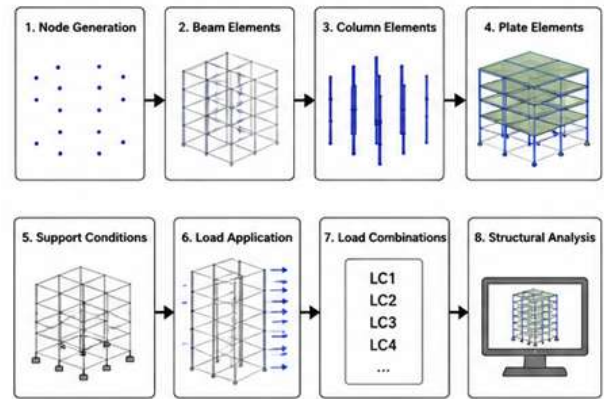 1. Node Generation
2. Beam Elements
3. Column Elements
4. Plate Elements
5. Support Conditions
6. Load Application
7. Load Combinations
8. Structural Analysis
LC1
LC2
LC3
LC4
...